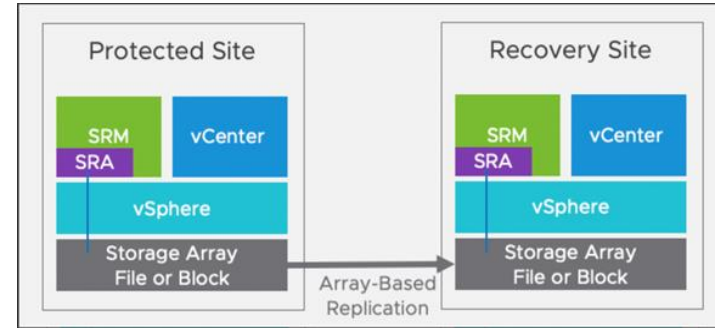 Protected Site
SRM
SRA
vCenter
vSphere
Storage Array
File or Block
Array-Based
Replication
Recovery Site
SRM
SRA
vCenter
vSphere
Storage Array
File or Block